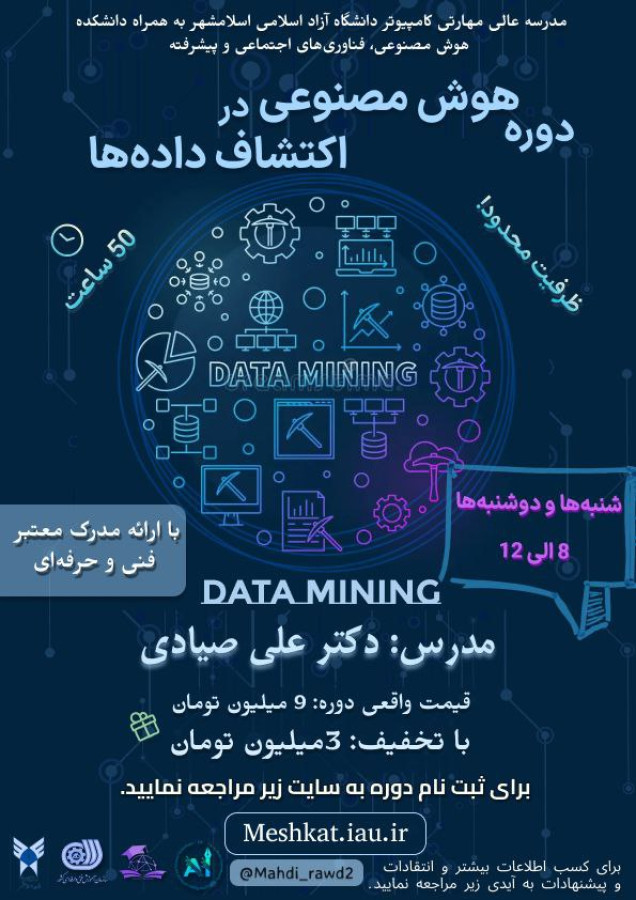 مدرسه عالی مهارتی کامپیوتر دانشگاه آزاد اسلامی اسلامشهر به همراه دانشکده
هوش مصنوعی، فناوری‌های اجتماعی و پیشرفته
دوره هوش مصنوعی در
اکتشاف داده‌ها
50 ساعت
ظرفیت محدود!
DATA MINING
شنبه‌ها و دوشنبه‌ها
8 الی 12
با ارائه مدرک معتبر
فنی و حرفه‌ای
DATA MINING
مدرس: دکتر علی صیادی
قیمت واقعی دوره: 9 میلیون تومان
با تخفیف: 3میلیون تومان
برای ثبت نام دوره به سایت زیر مراجعه نمایید.
Meshkat.iau.ir
برای کسب اطلاعات بیشتر و انتقادات
و پیشنهادات به آیدی زیر مراجعه نمایید.
@Mahdi_rawd2